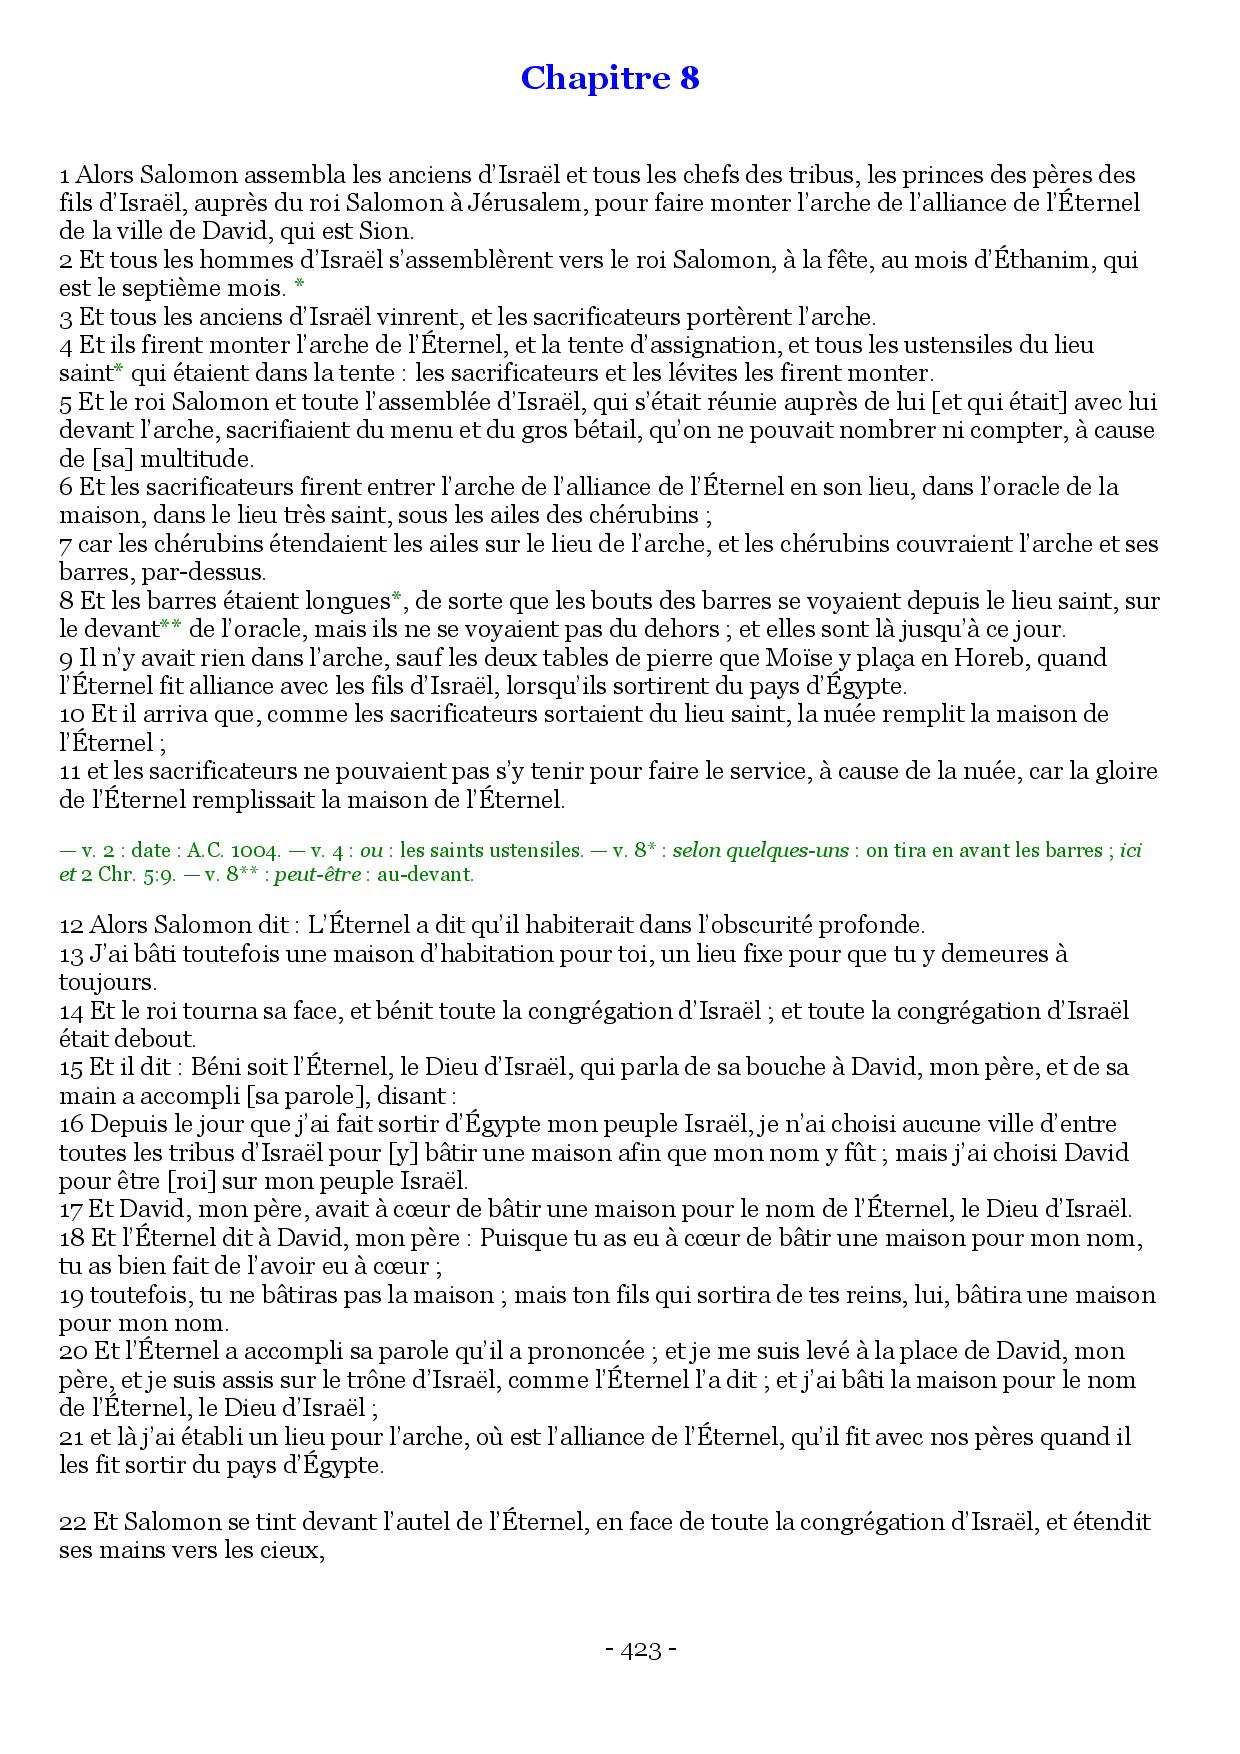 Chapitre 8
1 Alors Salomon assembla les anciens d’Israël et tous les chefs des tribus, les princes des pères des
fils d’Israël, auprès du roi Salomon à Jérusalem, pour faire monter l’arche de l’alliance de l’Éternel
de la ville de David, qui est Sion.
2 Et tous les hommes d’Israël s’assemblèrent vers le roi Salomon, à la fête, au mois d’Éthanim, qui
est le septième mois. *
3 Et tous les anciens d’Israël vinrent, et les sacrificateurs portèrent l’arche.
4 Et ils firent monter l’arche de l’Éternel, et la tente d’assignation, et tous les ustensiles du lieu
saint* qui étaient dans la tente : les sacrificateurs et les lévites les firent monter.
5 Et le roi Salomon et toute l’assemblée d’Israël, qui s’était réunie auprès de lui [et qui était] avec lui
devant l’arche, sacrifiaient du menu et du gros bétail, qu’on ne pouvait nombrer ni compter, à cause
de [sa] multitude.
6 Et les sacrificateurs firent entrer l’arche de l’alliance de l’Éternel en son lieu, dans l’oracle de la
maison, dans le lieu très saint, sous les ailes des chérubins ;
7 car les chérubins étendaient les ailes sur le lieu de l’arche, et les chérubins couvraient l’arche et ses
barres, par-dessus.
8 Et les barres étaient longues*, de sorte que les bouts des barres se voyaient depuis le lieu saint, sur
le devant** de l’oracle, mais ils ne se voyaient pas du dehors ; et elles sont là jusqu’à ce jour.
9 Il n’y avait rien dans l’arche, sauf les deux tables de pierre que Moïse y plaça en Horeb, quand
l’Éternel fit alliance avec les fils d’Israël, lorsqu’ils sortirent du pays d’Égypte.
10 Et il arriva que, comme les sacrificateurs sortaient du lieu saint, la nuée remplit la maison de
l’Éternel ;
11 et les sacrificateurs ne pouvaient pas s’y tenir pour faire le service, à cause de la nuée, car la gloire
de l’Éternel remplissait la maison de l’Éternel.
— v. 2 : date : A.C. 1004. — v. 4 : ou : les saints ustensiles. — v. 8* : selon quelques-uns : on tira en avant les barres ; ici
et 2 Chr. 5:9. — v. 8** : peut-être : au-devant.
12 Alors Salomon dit : L’Éternel a dit qu’il habiterait dans l’obscurité profonde.
13 J’ai bâti toutefois une maison d’habitation pour toi, un lieu fixe pour que tu y demeures à
toujours.
14 Et le roi tourna sa face, et bénit toute la congrégation d’Israël ; et toute la congrégation d’Israël
était debout.
15 Et il dit : Béni soit l’Éternel, le Dieu d’Israël, qui parla de sa bouche à David, mon père, et de sa
main a accompli [sa parole], disant :
16 Depuis le jour que j’ai fait sortir d’Égypte mon peuple Israël, je n’ai choisi aucune ville d’entre
toutes les tribus d’Israël pour [y] bâtir une maison afin que mon nom y fût ; mais j’ai choisi David
pour être [roi] sur mon peuple Israël.
17 Et David, mon père, avait à cœur de bâtir une maison pour le nom de l’Éternel, le Dieu d’Israël.
18 Et l’Éternel dit à David, mon père : Puisque tu as eu à cœur de bâtir une maison pour mon nom,
tu as bien fait de l’avoir eu à cœur ;
19 toutefois, tu ne bâtiras pas la maison ; mais ton fils qui sortira de tes reins, lui, bâtira une maison
pour mon nom.
20 Et l’Éternel a accompli sa parole qu’il a prononcée ; et je me suis levé à la place de David, mon
père, et je suis assis sur le trône d’Israël, comme l’Éternel l’a dit ; et j’ai bâti la maison pour le nom
de l’Éternel, le Dieu d’Israël ;
21 et là j’ai établi un lieu pour l’arche, où est l’alliance de l’Éternel, qu’il fit avec nos pères quand il
les fit sortir du pays d’Égypte.
22 Et Salomon se tint devant l’autel de l’Éternel, en face de toute la congrégation d’Israël, et étendit
ses mains vers les cieux,
- 423 -